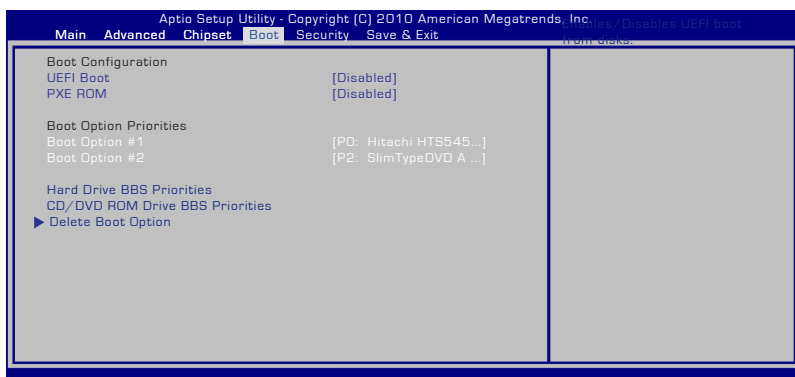 Aptio Setup Utility - Copyright (C) 2010 American Megatrends, Inc.
Main Advanced Chipset Boot Security Save & Exit
Enables/Disables UEFI boot
from disks.
Boot Configuration
UEFI Boot [Disabled]
PXE ROM [Disabled]
Boot Option Priorities
Boot Option #1 [P0: Hitachi HTS545...]
Boot Option #2 [P2: SlimTypeDVD A ...]
Hard Drive BBS Priorities
CD/DVD ROM Drive BBS Priorities
Delete Boot Option